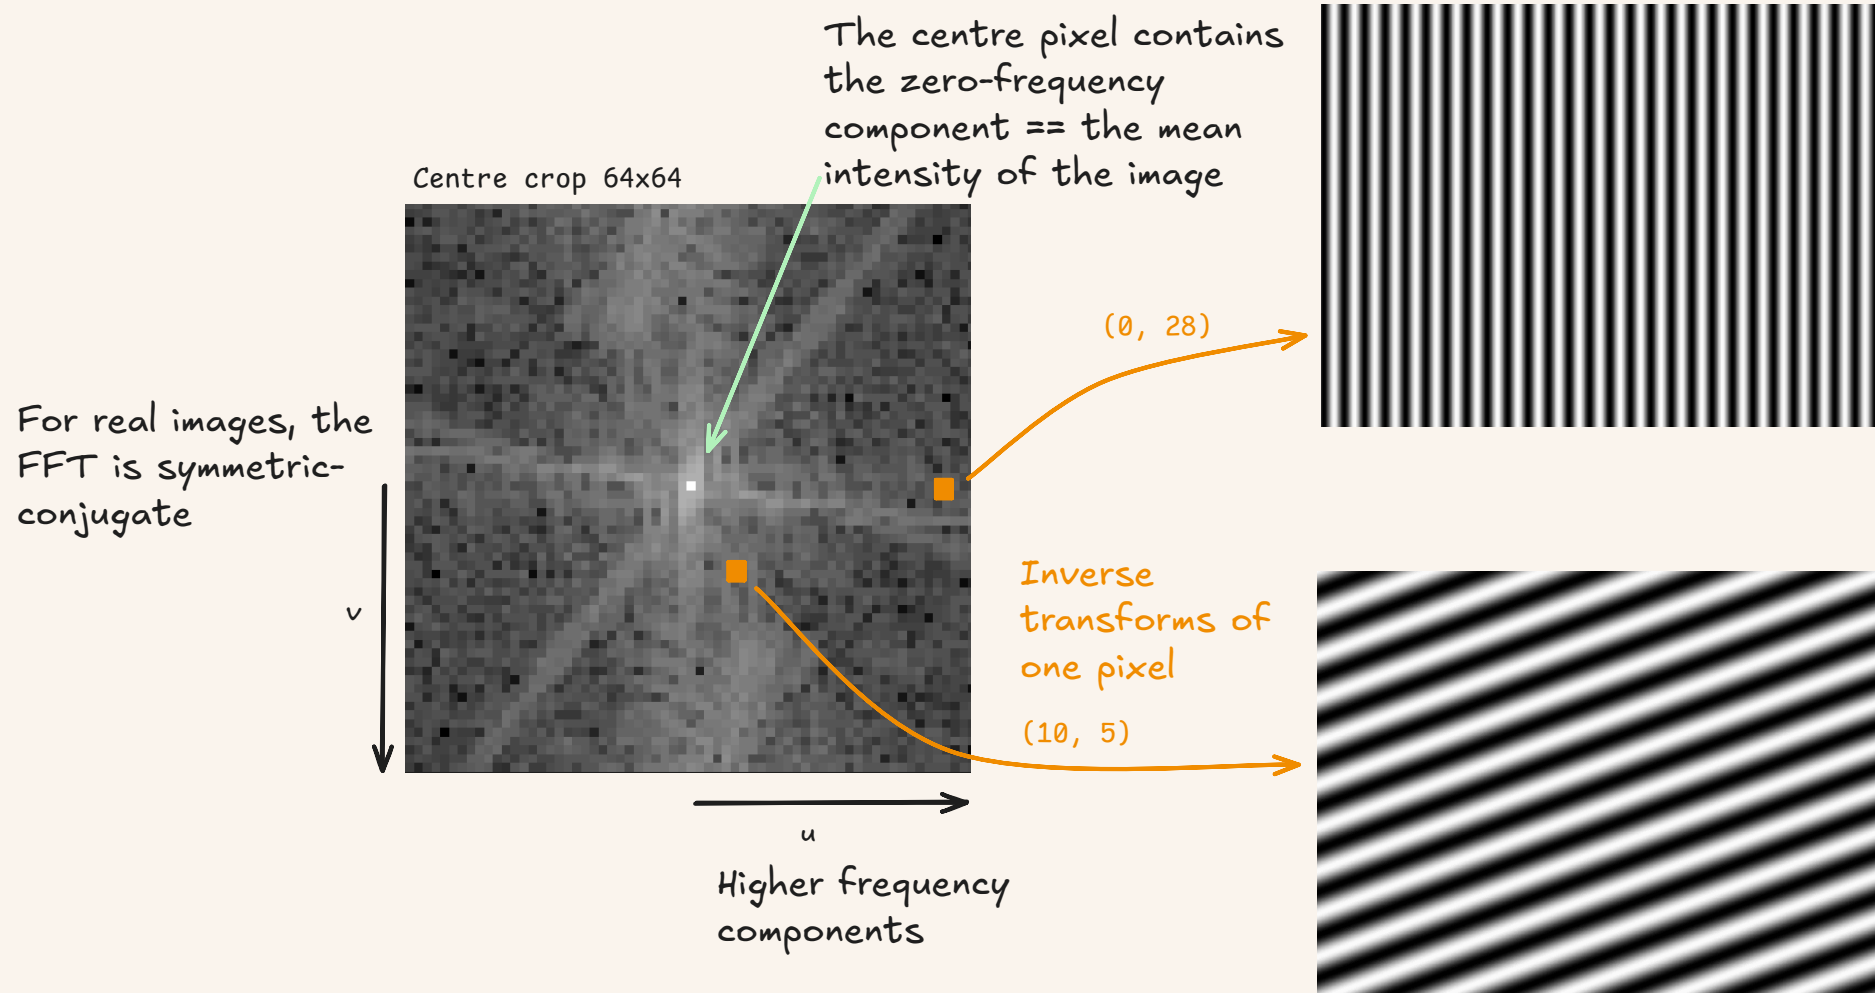 The centre pixel contains
the zero-frequency
component == the mean
intensity of the image
Centre crop 64x64
(0, 28)
For real images, the
FFT is symmetric-
conjugate
v
Inverse
transforms of
one pixel
(10, 5)
u
Higher frequency
components